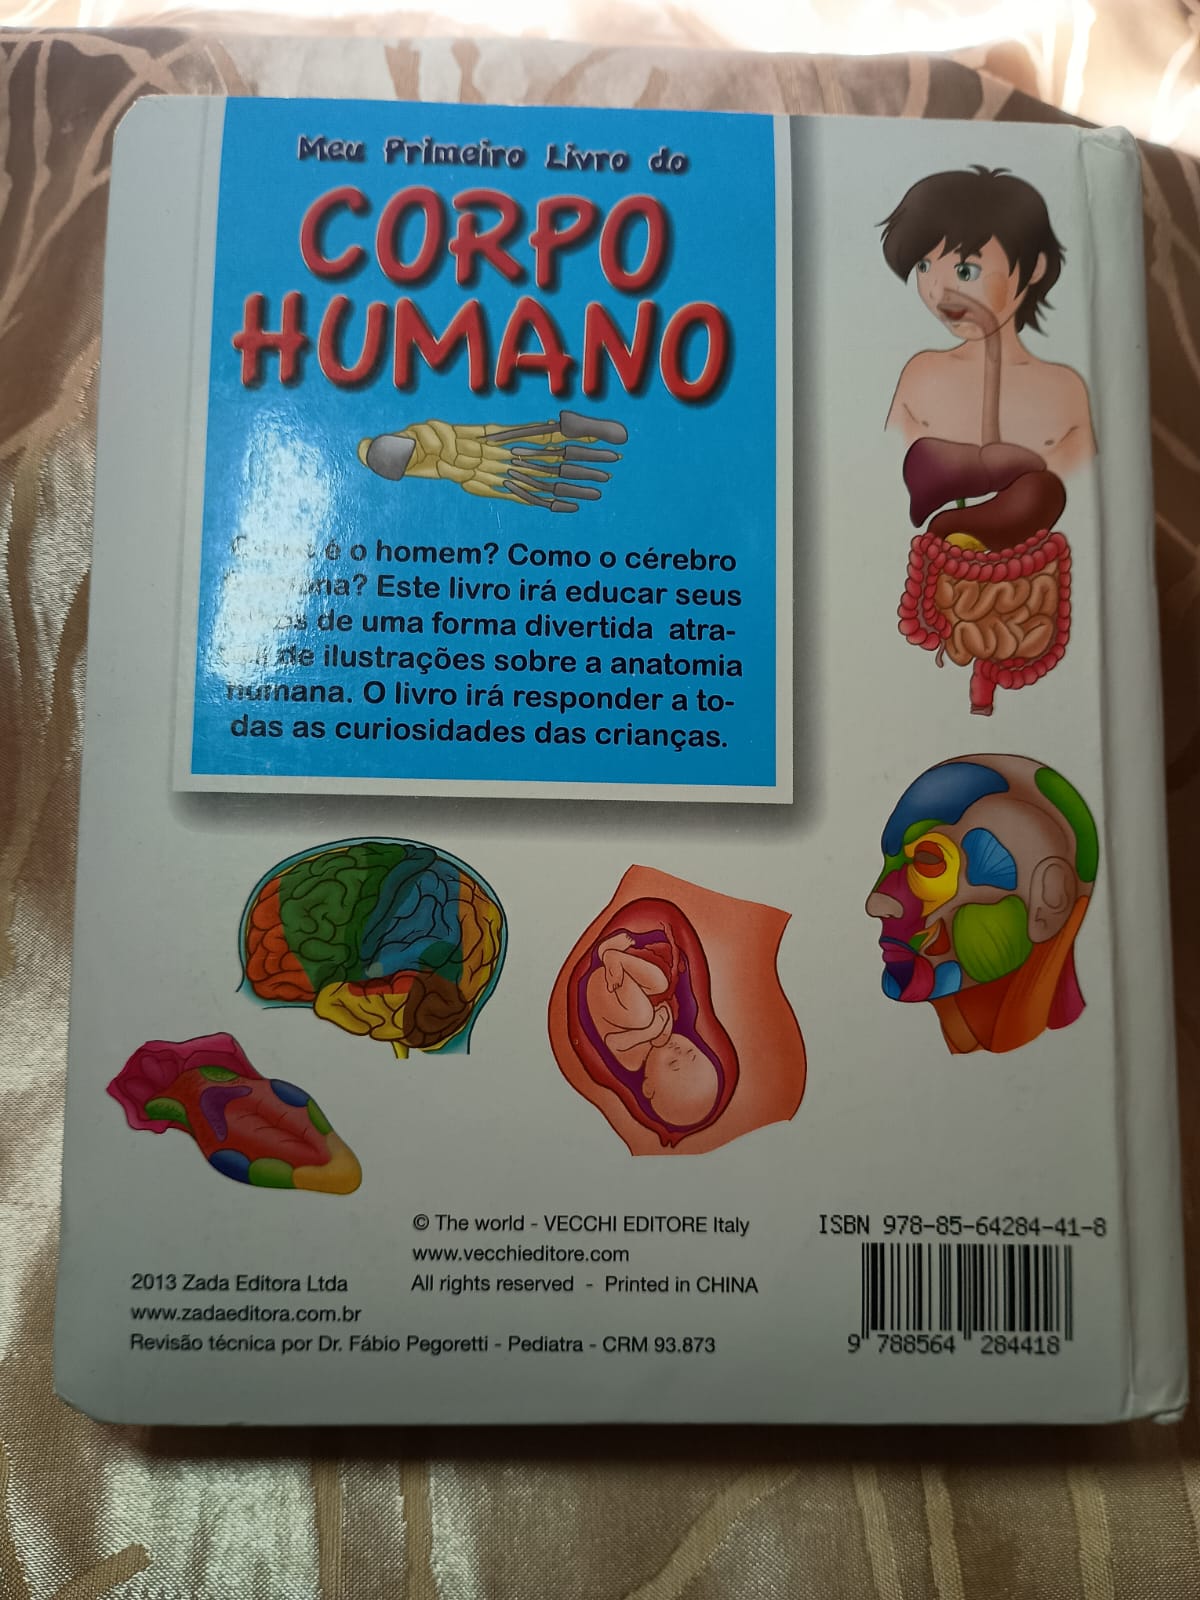 Meu Primeiro Livro do
CORPO
HUMANO
é o homem? Como o cérebro
Este livro irá educar seus
de uma forma divertida atra-
de ilustrações sobre a anatomia
humana. O livro irá responder a to-
das as curiosidades das crianças.
© The world - VECCHI EDITORE Italy
www.vecchieditore.com
All rights reserved - Printed in CHINA
2013 Zada Editora Ltda
www.zadaeditora.com.br
Revisão técnica por Dr. Fábio Pegoretti - Pediatra - CRM 93.873
ISBN 978-85-64284-41-8
9 788564 284418